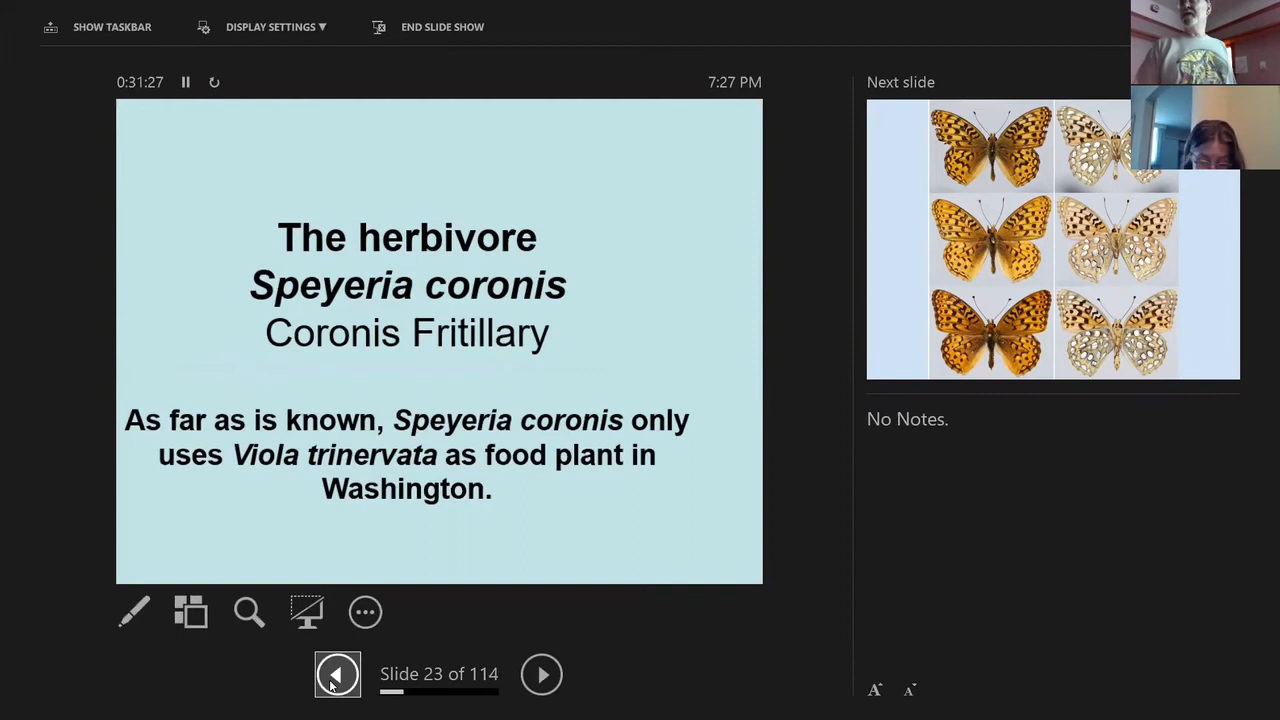 SHOW TASKBAR
DISPLAY SETTINGS ▼
END SLIDE SHOW
0:31:27
7:27 PM
The herbivore
Speyeria coronis
Coronis Fritillary
As far as is known, Speyeria coronis only
uses Viola trinervata as food plant in
Washington.
Slide 23 of 114
Next slide
No Notes.
A
A